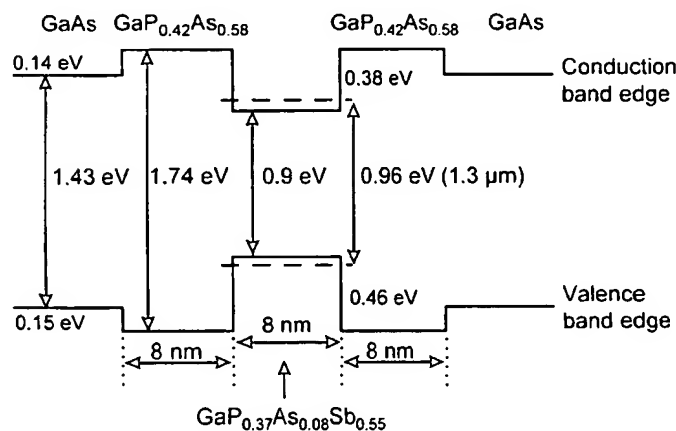 GaAs GaP0.42As0.58 GaP0.42As0.58 GaAs
0.14 eV 0.38 eV Conduction
band edge
1.43 eV 1.74 eV 0.9 eV 0.96 eV (1.3 µm)
0.15 eV 0.46 eV Valence
band edge
8 nm 8 nm 8 nm
GaP0.37As0.08Sb0.55